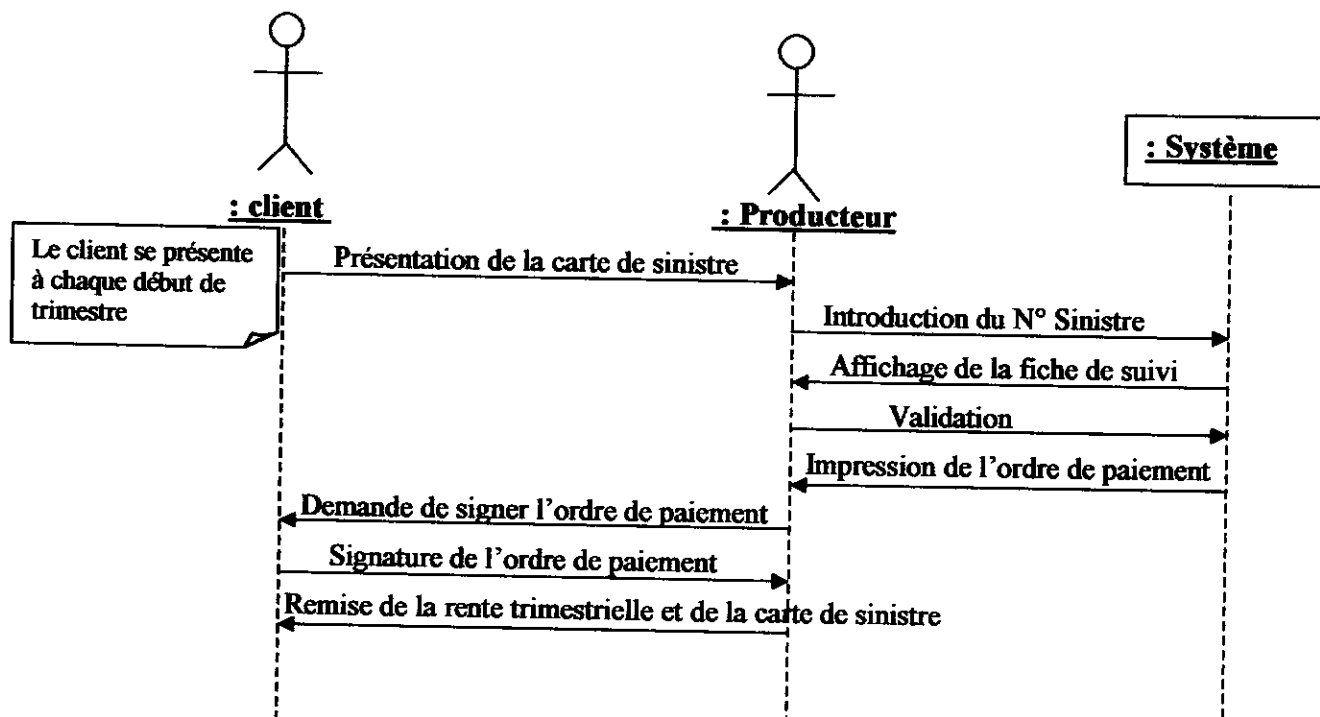 : client
: Producteur
: Système
Le client se présente
à chaque début de
trimestre
Présentation de la carte de sinistre
Introduction du N° Sinistre
Affichage de la fiche de suivi
Validation
Impression de l'ordre de paiement
Demande de signer l'ordre de paiement
Signature de l'ordre de paiement
Remise de la rente trimestrielle et de la carte de sinistre